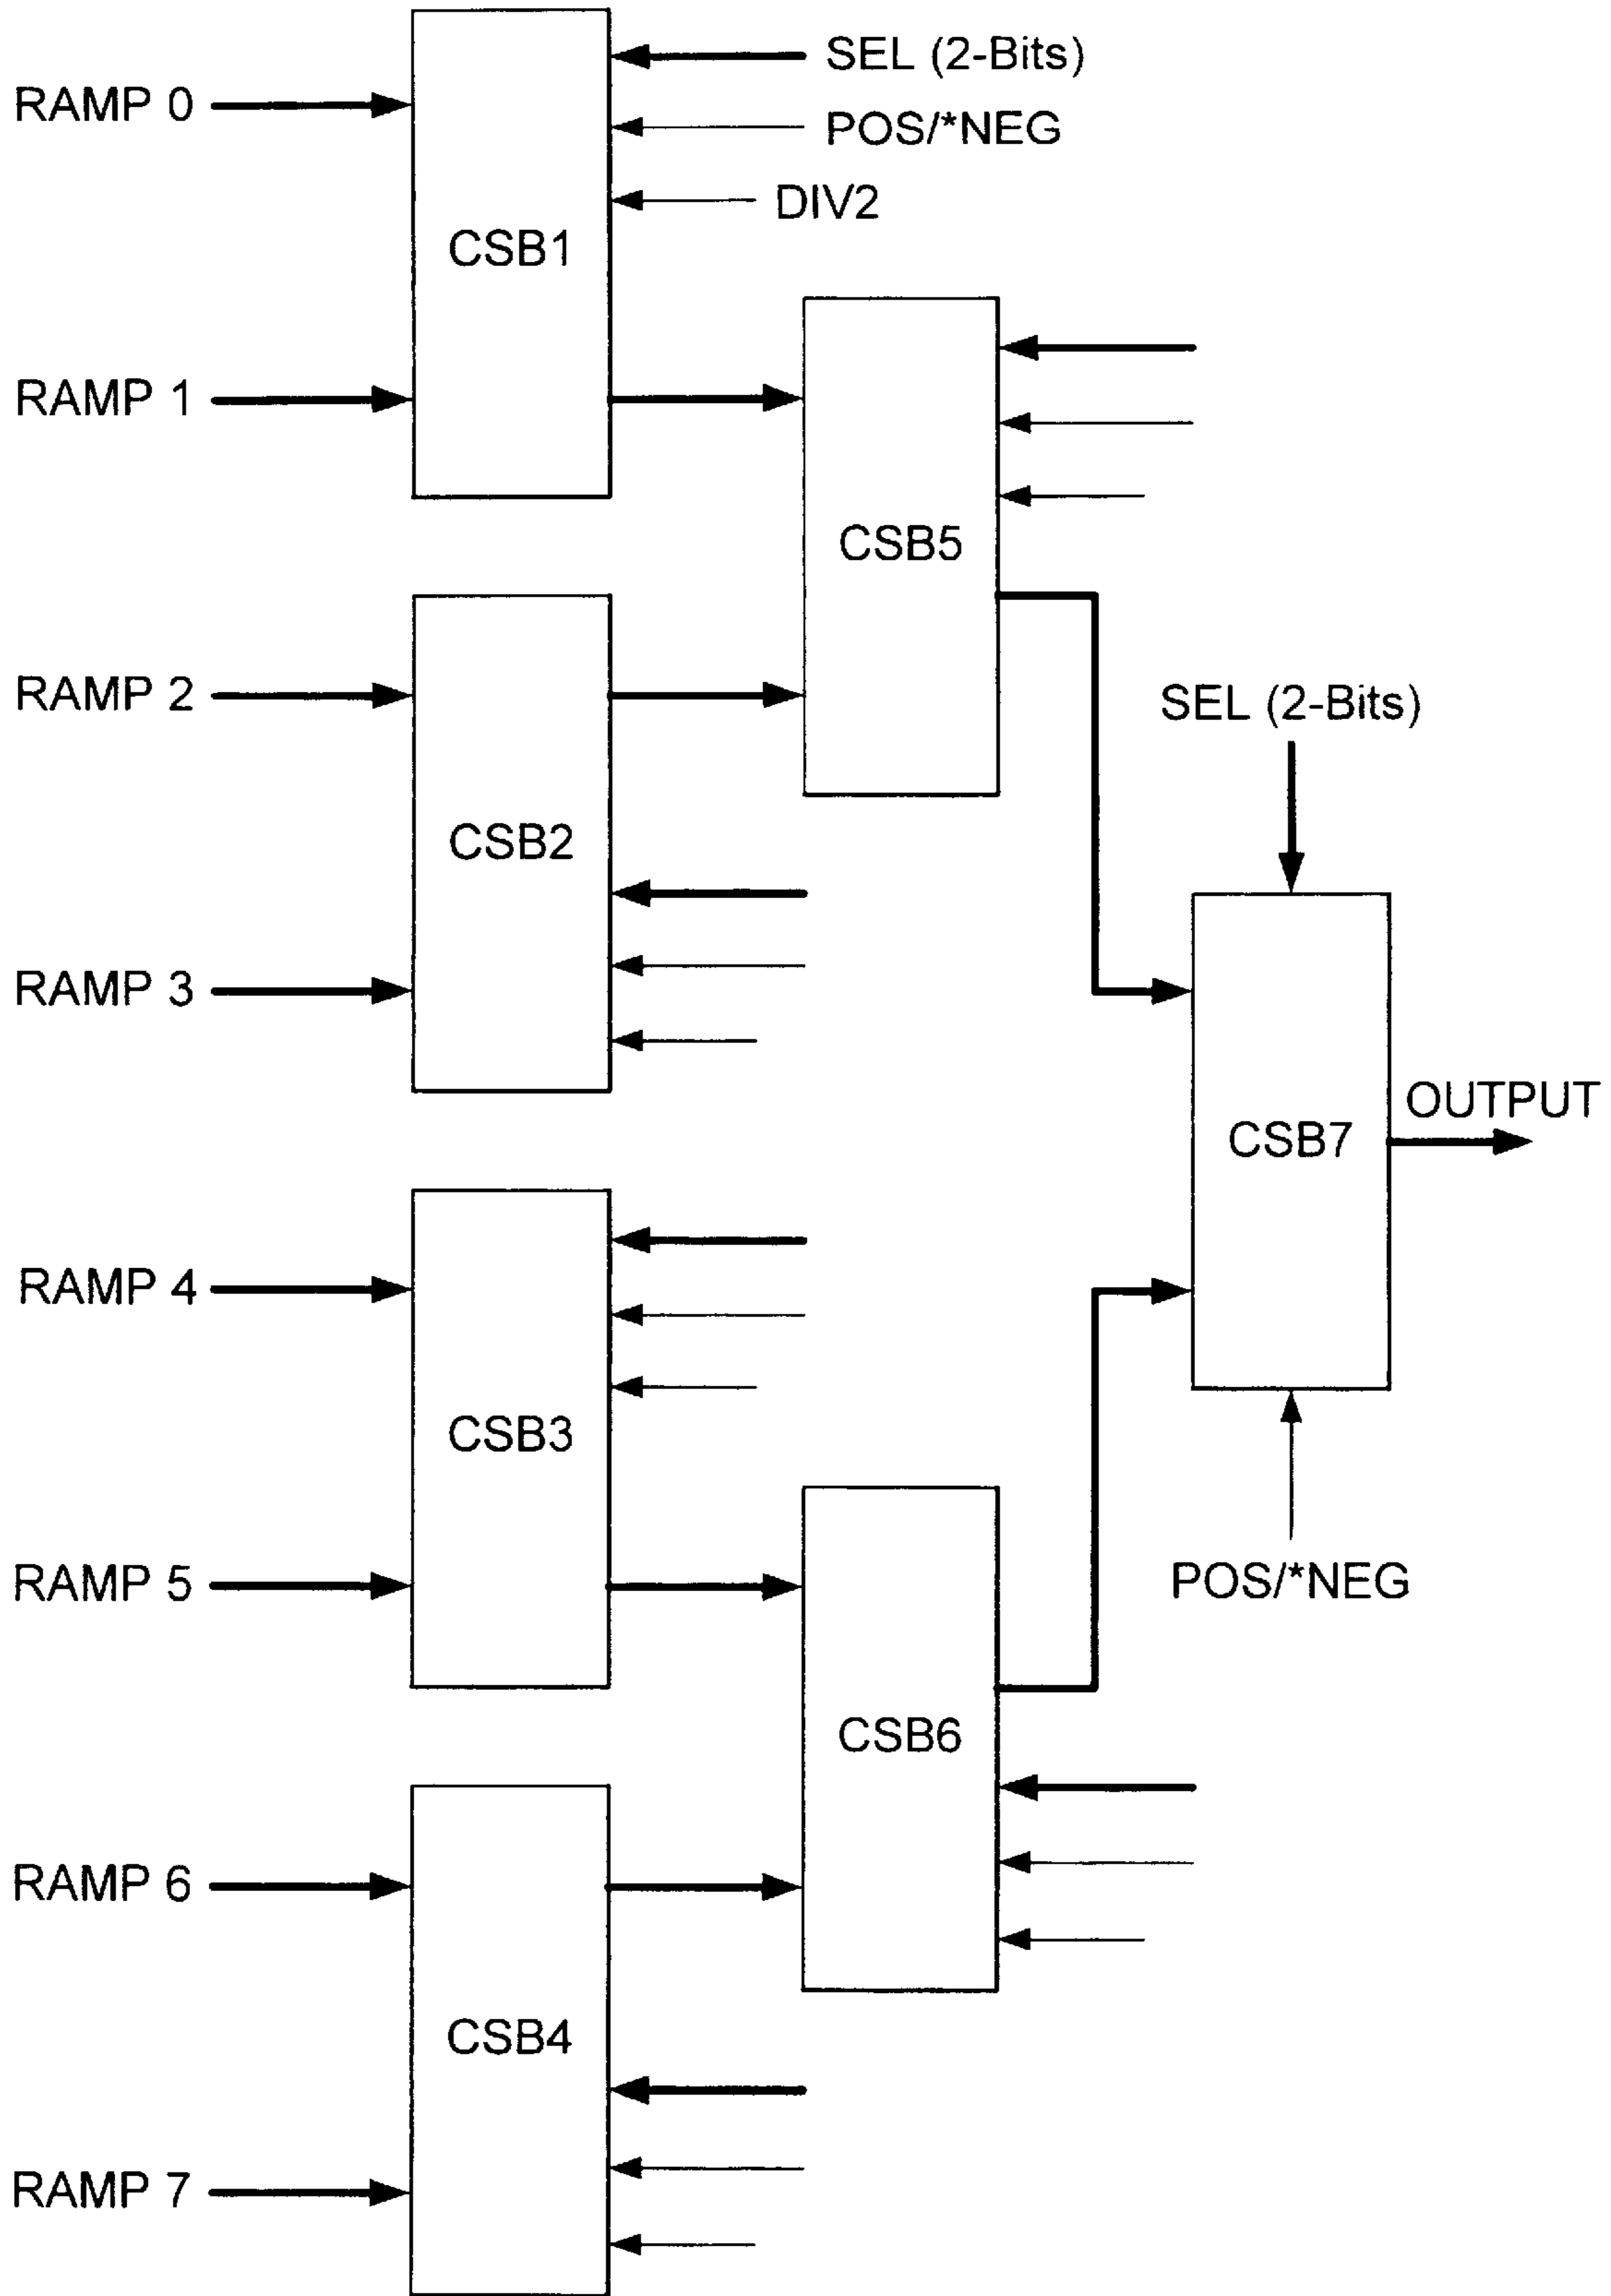 SEL (2-Bits)
RAMP 0
POS/*NEG
DIV2
CSB1
RAMP 1
CSB5
RAMP 2
SEL (2-Bits)
CSB2
RAMP 3
OUTPUT
CSB7
RAMP 4
CSB3
RAMP 5
POS/*NEG
CSB6
RAMP 6
CSB4
RAMP 7